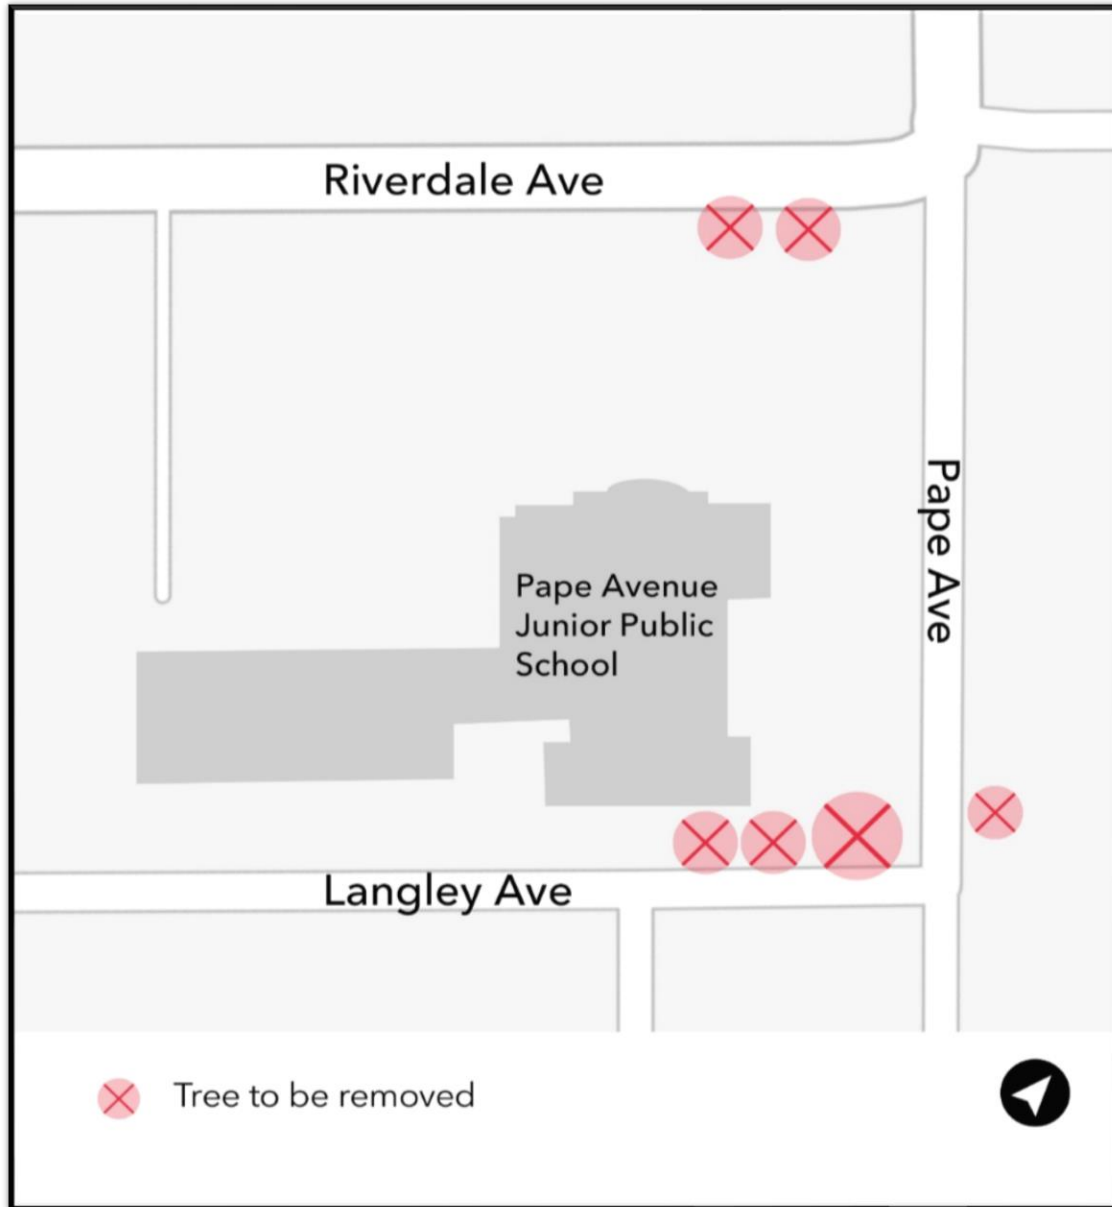 Riverdale Ave
Pape Ave
Pape Avenue
Junior Public
School
Langley Ave
Tree to be removed